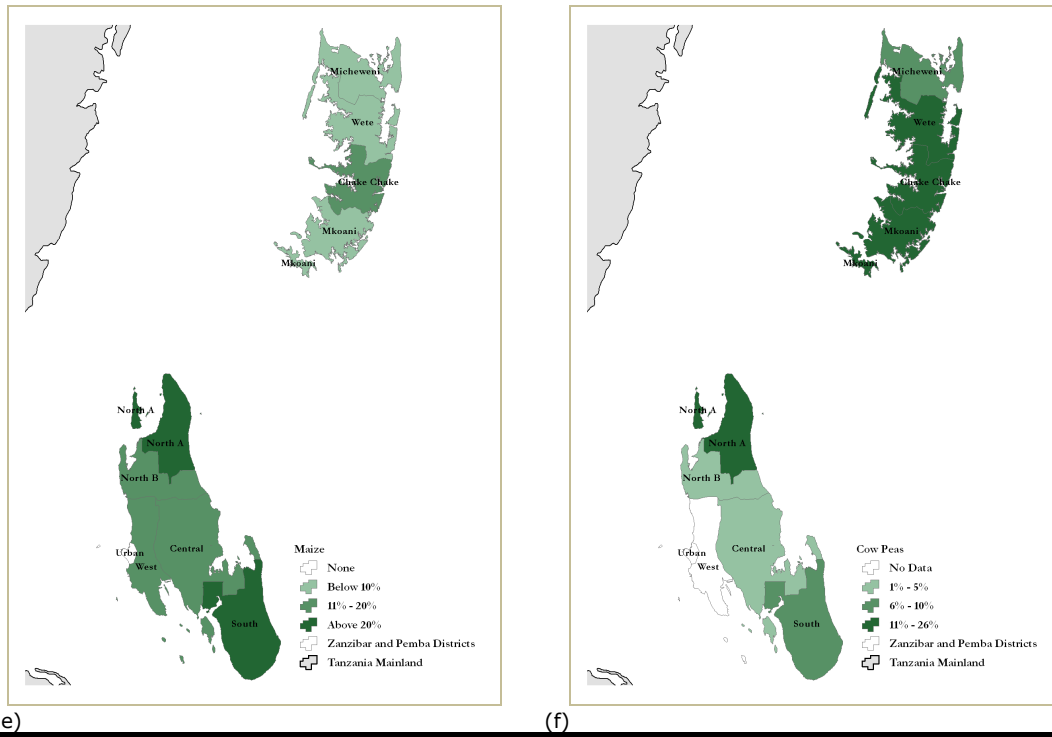 Micheweni
Wete
Chake Chake
Mkoani
Mkoani
North A
North A
North B
Urban
West
Central
South
Maize
None
Below 10%
11% - 20%
Above 20%
Zanzibar and Pemba Districts
Tanzania Mainland
e)
Micheweni
Wete
Chake Chake
Mkoani
Mkoani
North A
North A
North B
Urban
West
Central
South
Cow Peas
No Data
1% - 5%
6% - 10%
11% - 26%
Zanzibar and Pemba Districts
Tanzania Mainland
(f)